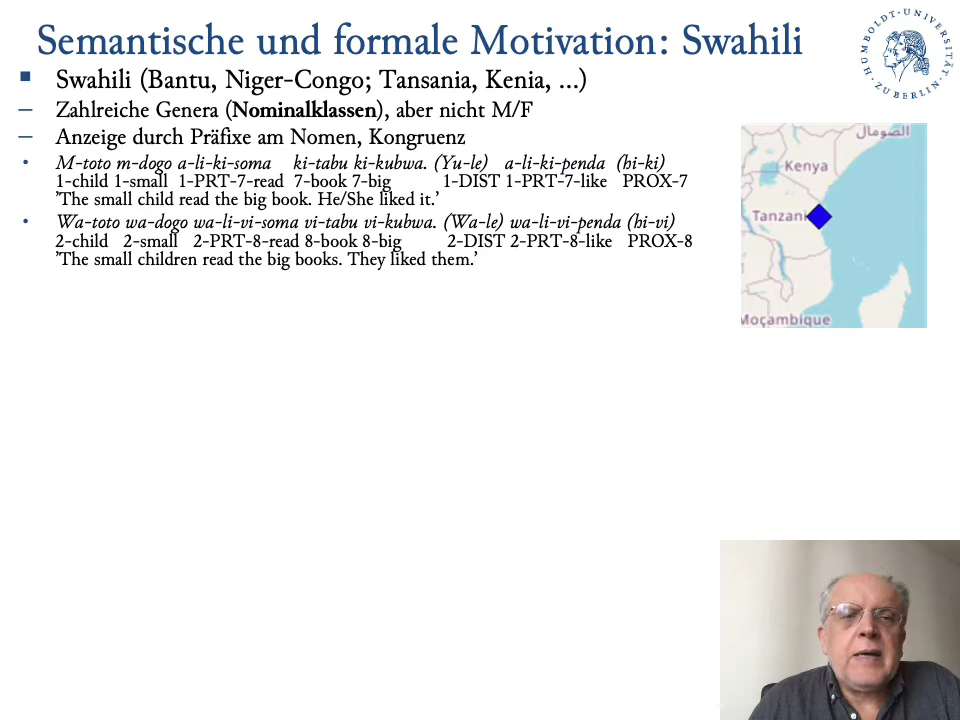 Semantische und formale Motivation: Swahili
Swahili (Bantu, Niger-Congo; Tansania, Kenia, ...)
Zahlreiche Genera (Nominalklassen), aber nicht M/F
Anzeige durch Präfixe am Nomen, Kongruenz
M-toto m-dogo a-li-ki-soma ki-tabu ki-kubwa. (Yu-le) a-li-ki-penda (hi-ki)
1-child 1-small 1-PRT-7-read 7-book 7-big 1-DIST 1-PRT-7-like PROX-7
'The small child read the big book. He/She liked it.'
Wa-toto wa-dogo wa-li-vi-soma vi-tabu vi-kubwa. (Wa-le) wa-li-vi-penda (hi-vi)
2-child 2-small 2-PRT-8-read 8-book 8-big 2-DIST 2-PRT-8-like PROX-8
'The small children read the big books. They liked them.'
HUMBOLDT-UNIVERSITÄT
ZU BERLIN
الصومال
Kenya
Tanzani
Moçambique